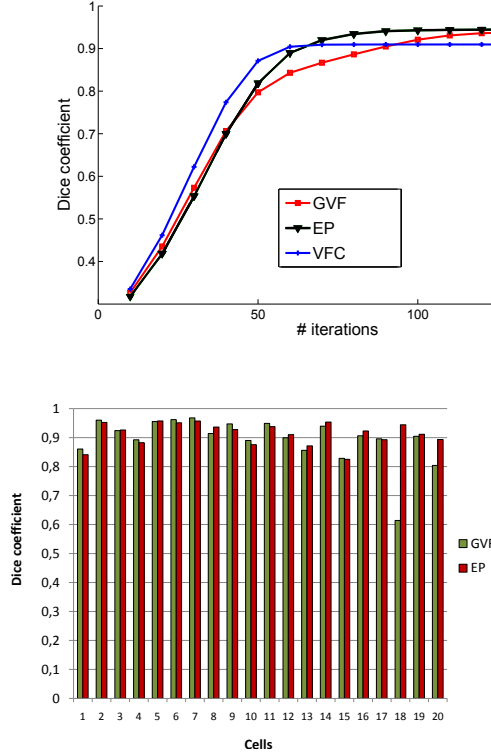 1
0.9
0.8
0.7
0.6
0.5
0.4
Dice coefficient
GVF
EP
VFC
0 50 100
# iterations
1
0,9
0,8
0,7
0,6
0,5
0,4
0,3
0,2
0,1
0
Dice coefficient
GVF
EP
1 2 3 4 5 6 7 8 9 10 11 12 13 14 15 16 17 18 19 20
Cells